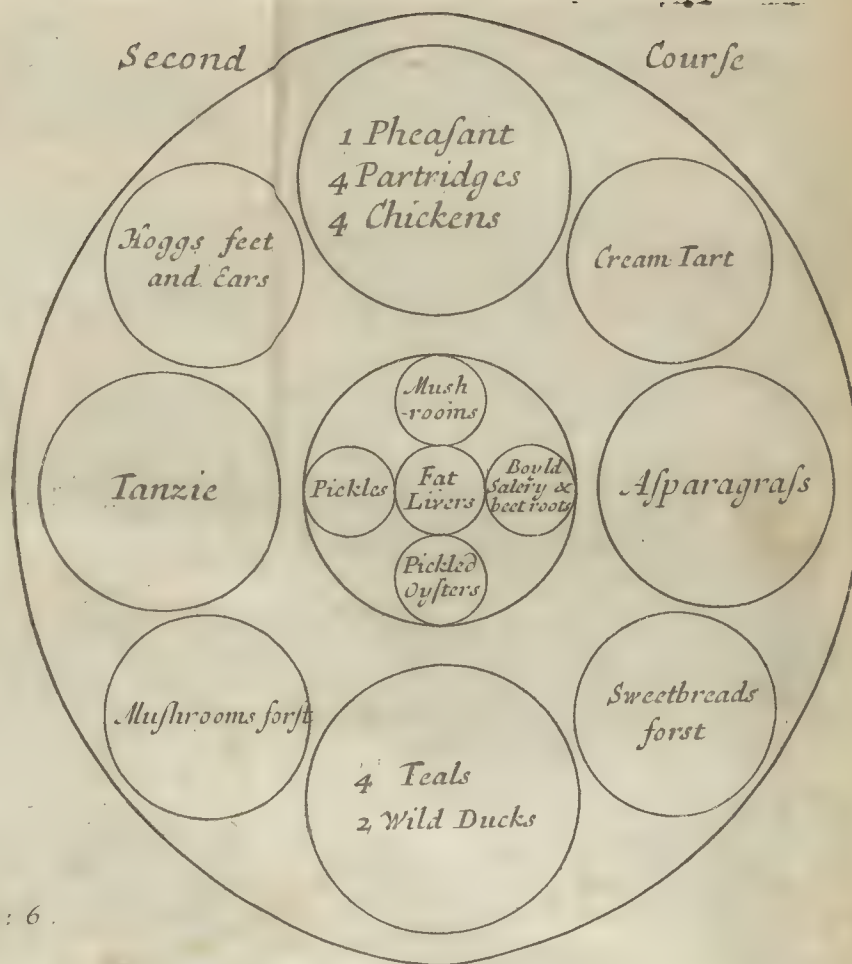 Second Courſe
1 Pheaſant
4 Partridges
4 Chickens
Hoggs feet
and Ears
Cream Tart
Mush
-rooms
Tanzie
Pickles
Fat
Livers
Boyld
Salery &
beet roots
Aſparagraſs
Pickled
Oyſters
Muſhrooms forſt
Sweetbreads
forst
4 Teals
2 Wild Ducks
: 6 .